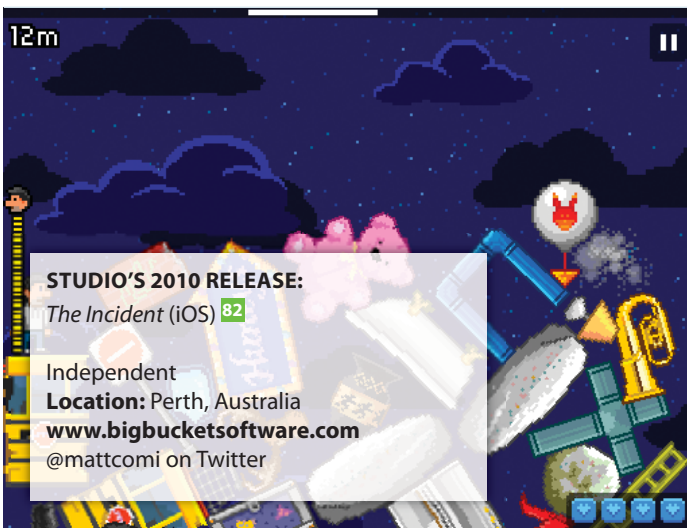 12m
STUDIO'S 2010 RELEASE:
The Incident (iOS) 82
Independent
Location: Perth, Australia
www.bigbucketsoftware.com
@mattcomi on Twitter